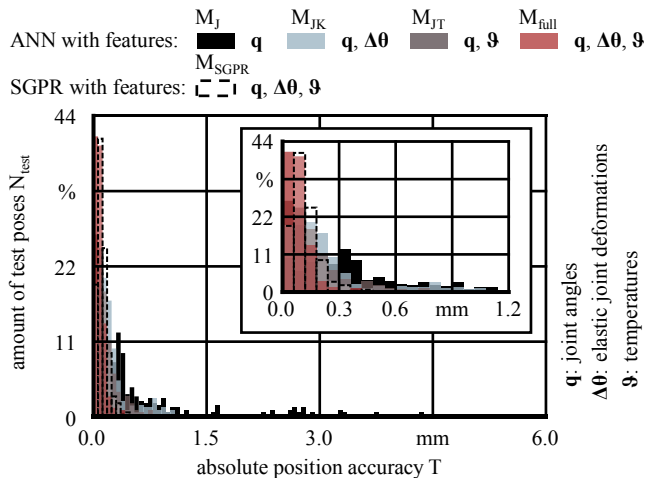 M_J M_JK M_JT M_full
ANN with features: q q, Δθ q, ϑ q, Δθ, ϑ
M_SGPR
SGPR with features: q, Δθ, ϑ
44
%
22
11
0
amount of test poses N_test
44
%
22
11
0
0.0 0.3 0.6 mm 1.2
0.0 1.5 3.0 mm 6.0
absolute position accuracy T
q: joint angles
Δθ: elastic joint deformations
ϑ: temperatures